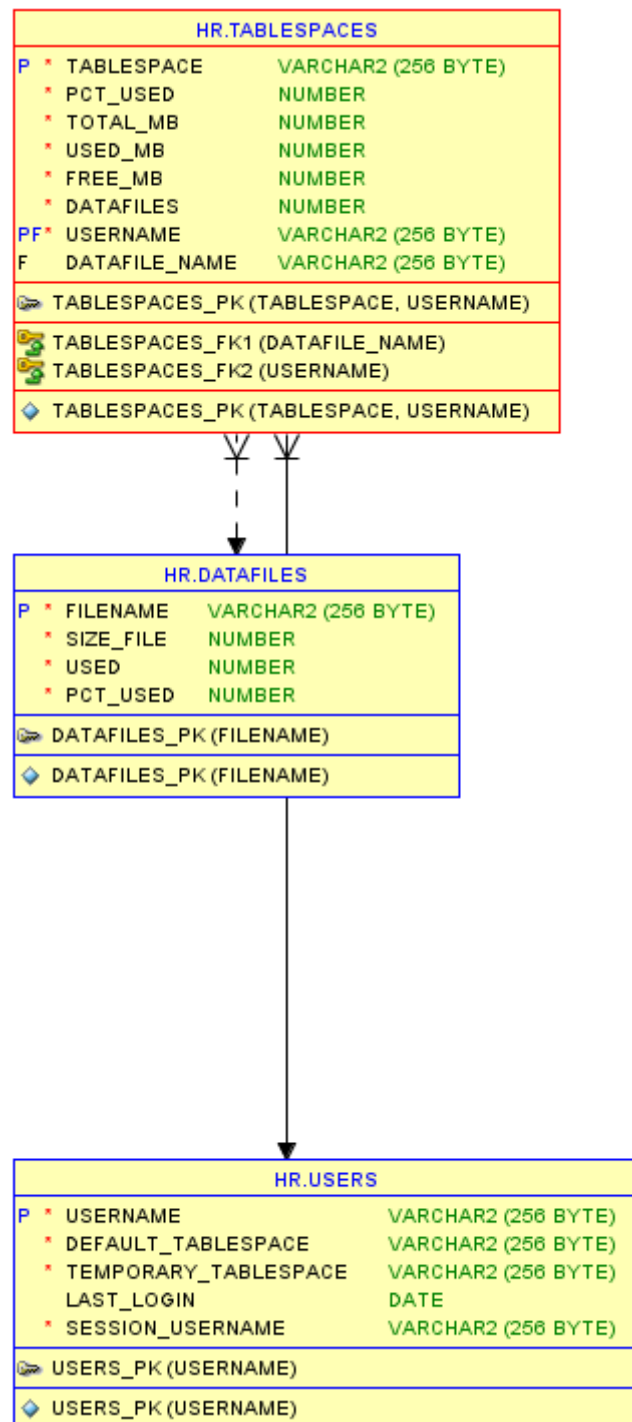 HR.TABLESPACES
P * TABLESPACE VARCHAR2 (256 BYTE)
* PCT_USED NUMBER
* TOTAL_MB NUMBER
* USED_MB NUMBER
* FREE_MB NUMBER
* DATAFILES NUMBER
PF* USERNAME VARCHAR2 (256 BYTE)
F DATAFILE_NAME VARCHAR2 (256 BYTE)
TABLESPACES_PK (TABLESPACE, USERNAME)
TABLESPACES_FK1 (DATAFILE_NAME)
TABLESPACES_FK2 (USERNAME)
TABLESPACES_PK (TABLESPACE, USERNAME)
HR.DATAFILES
P * FILENAME VARCHAR2 (256 BYTE)
* SIZE_FILE NUMBER
* USED NUMBER
* PCT_USED NUMBER
DATAFILES_PK (FILENAME)
DATAFILES_PK (FILENAME)
HR.USERS
P * USERNAME VARCHAR2 (256 BYTE)
* DEFAULT_TABLESPACE VARCHAR2 (256 BYTE)
* TEMPORARY_TABLESPACE VARCHAR2 (256 BYTE)
LAST_LOGIN DATE
* SESSION_USERNAME VARCHAR2 (256 BYTE)
USERS_PK (USERNAME)
USERS_PK (USERNAME)